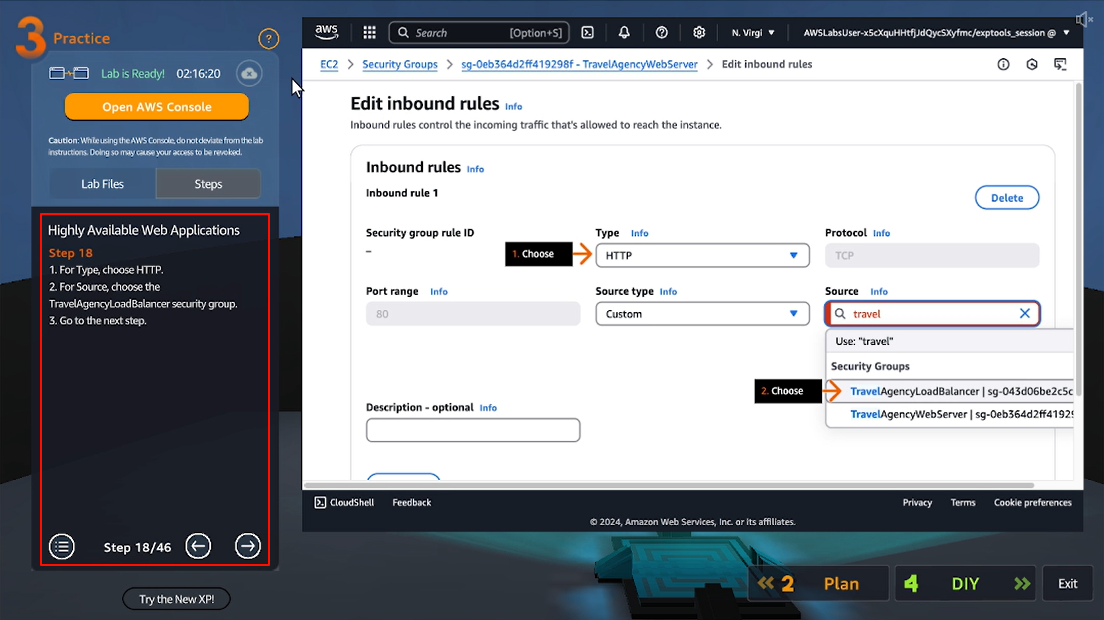 3 Practice
?
Lab is Ready! 02:16:20
Open AWS Console
Caution: While using the AWS Console, do not deviate from the lab
instructions. Doing so may cause your access to be revoked.
Lab Files
Steps
Highly Available Web Applications
Step 18
1. For Type, choose HTTP.
2. For Source, choose the
TravelAgencyLoadBalancer security group.
3. Go to the next step.
Step 18/46
Try the New XP!
aws
Search [Option+S]
N. Virgi
AWSLabsUser-x5cXquHHtfjJdQycSXyfmc/exptools_session @
EC2 > Security Groups > sg-0eb364d2ff419298f - TravelAgencyWebServer > Edit inbound rules
Edit inbound rules Info
Inbound rules control the incoming traffic that's allowed to reach the instance.
Inbound rules Info
Inbound rule 1
Delete
Security group rule ID
–
Type Info
1. Choose
HTTP
Protocol Info
TCP
Port range Info
80
Source type Info
Custom
Source Info
travel
Use: "travel"
Security Groups
2. Choose
TravelAgencyLoadBalancer | sg-043d06be2c5c
TravelAgencyWebServer | sg-0eb364d2ff41929
Description - optional Info
CloudShell Feedback
Privacy Terms Cookie preferences
© 2024, Amazon Web Services, Inc. or its affiliates.
« 2 Plan
4 DIY »
Exit